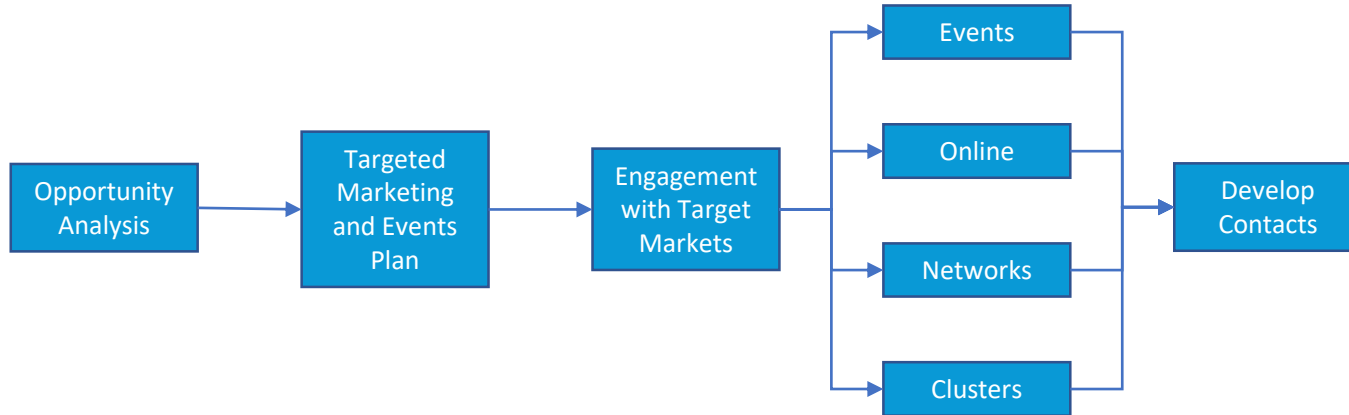 Opportunity
Analysis
Targeted
Marketing
and Events
Plan
Engagement
with Target
Markets
Events
Online
Networks
Clusters
Develop
Contacts